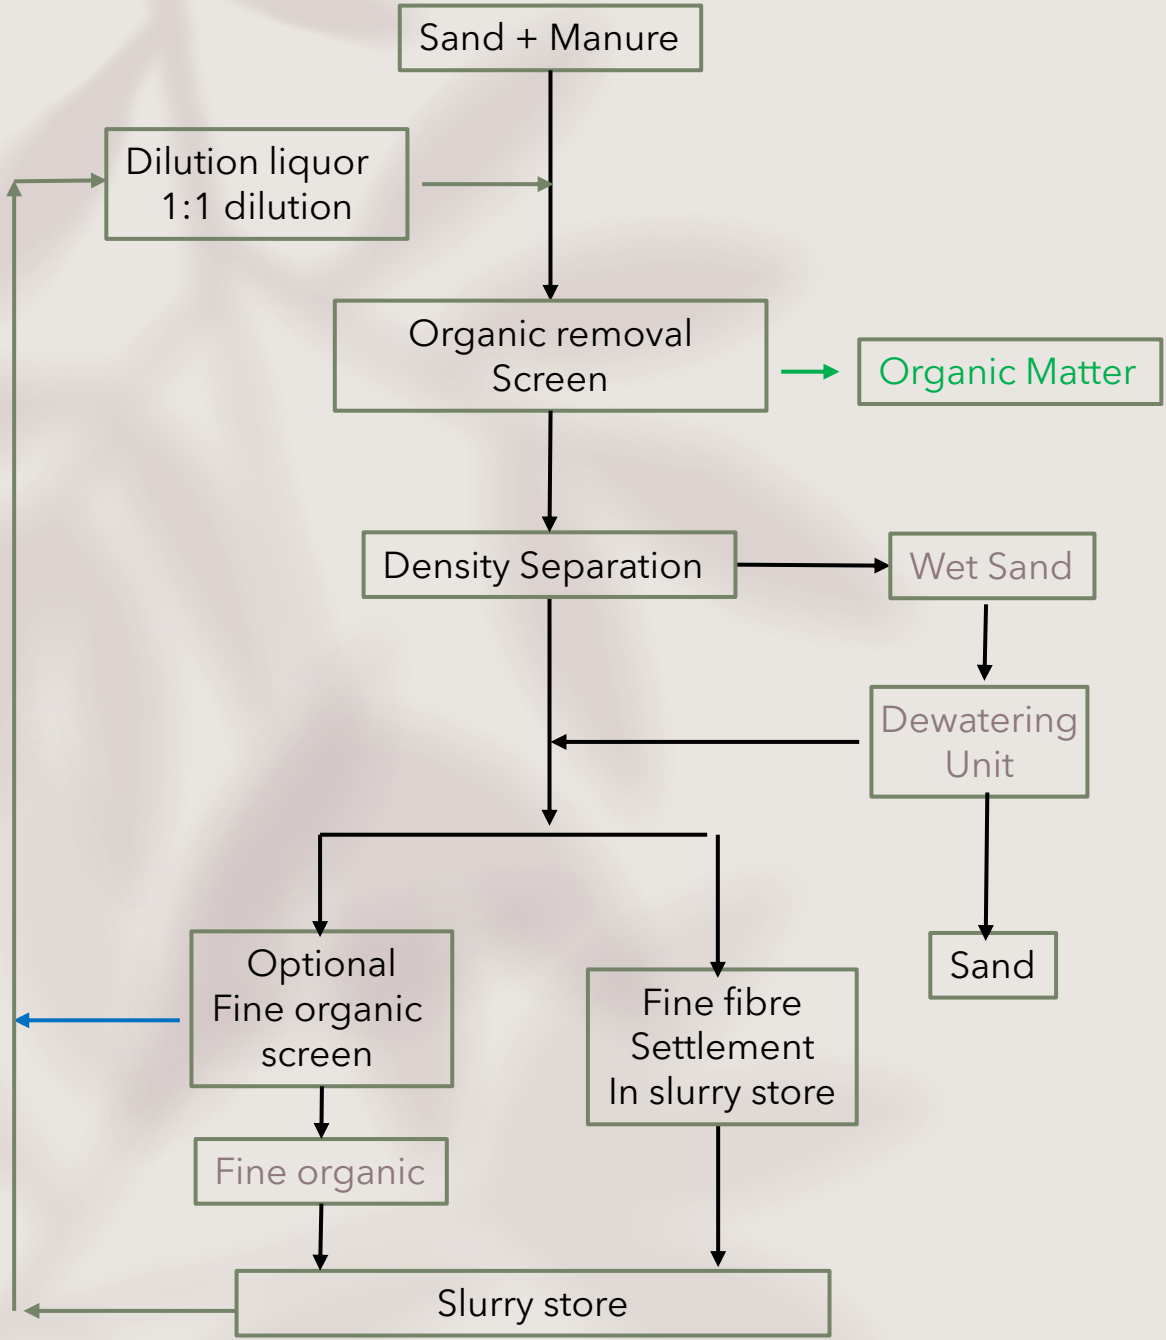 Sand + Manure
Dilution liquor
1:1 dilution
Organic removal
Screen
Organic Matter
Density Separation
Wet Sand
Dewatering
Unit
Optional
Fine organic
screen
Fine fibre
Settlement
In slurry store
Sand
Fine organic
Slurry store